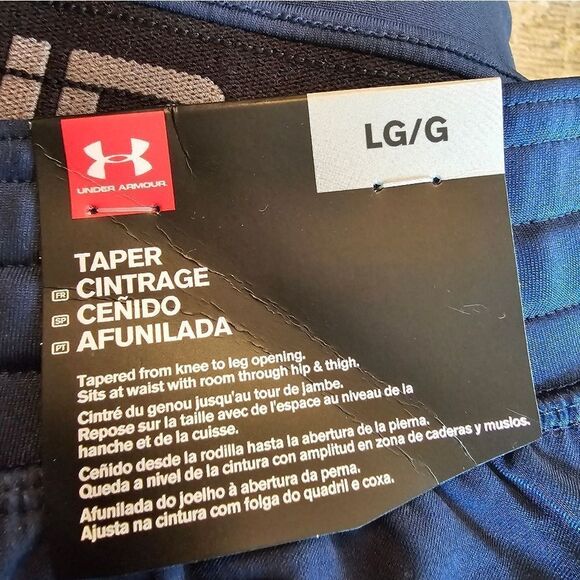 UNDER ARMOUR
LG/G
TAPER
FR CINTRAGE
SP CEÑIDO
PT AFUNILADA
Tapered from knee to leg opening.
Sits at waist with room through hip & thigh.
Cintré du genou jusqu'au tour de jambe.
Repose sur la taille avec de l'espace au niveau de la
hanche et de la cuisse.
Ceñido desde la rodilla hasta la abertura de la pierna.
Queda a nivel de la cintura con amplitud en zona de caderas y muslos.
Afunilada do joelho à abertura da perna.
Ajusta na cintura com folga do quadril e coxa.